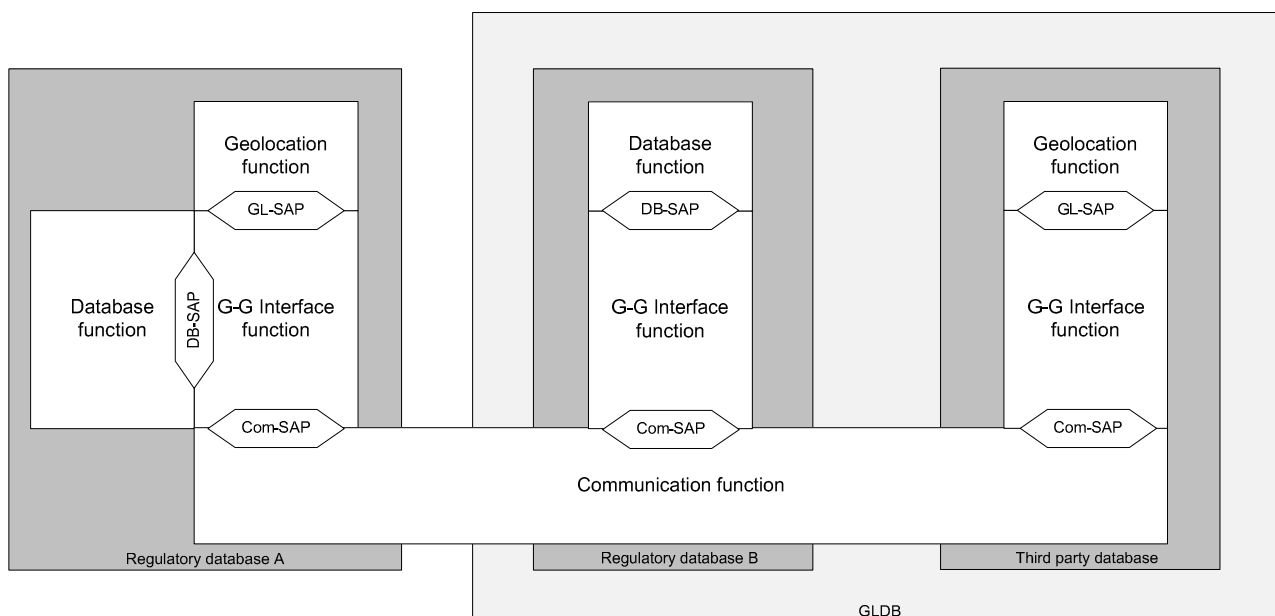 Geolocation
function
GL-SAP
Database
function
DB-SAP
G-G Interface
function
Com-SAP
Regulatory database A
Database
function
DB-SAP
G-G Interface
function
Com-SAP
Regulatory database B
Geolocation
function
GL-SAP
G-G Interface
function
Com-SAP
Third party database
Communication function
GLDB